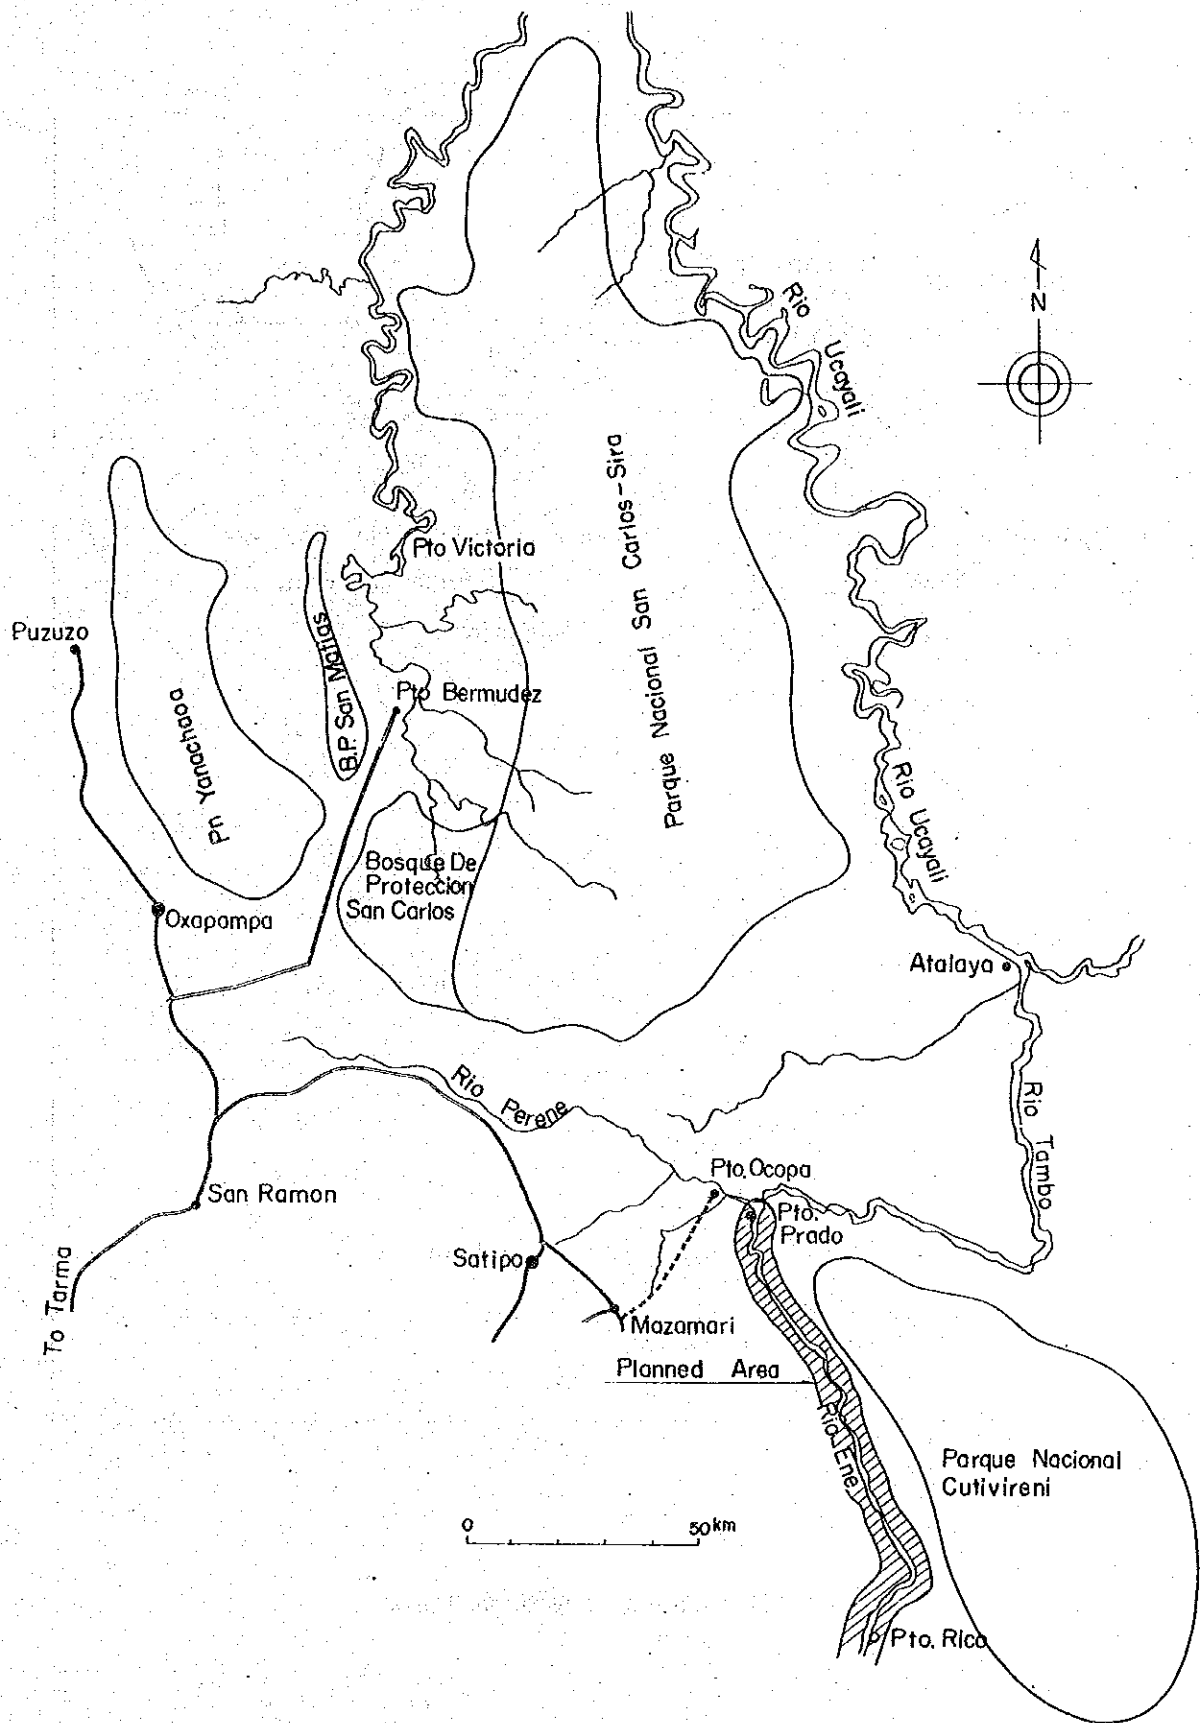 Rio
Ucayali
N
Parque Nacional San Carlos-Sira
Pto Victoria
Puzuzo
B.P. San Matias
Pto Bermudez
Pn Yanachaoa
Rio Ucayali
Bosque De
Proteccion
San Carlos
Oxapampa
Atalaya
Rio Perene
Rio Tambo
Pto. Ocopa
San Ramon
Pto.
Prado
Satipo
To Tarma
Mazamari
Planned Area
Rio Ene
Parque Nacional
Cutivireni
0 50km
Pto. Rico